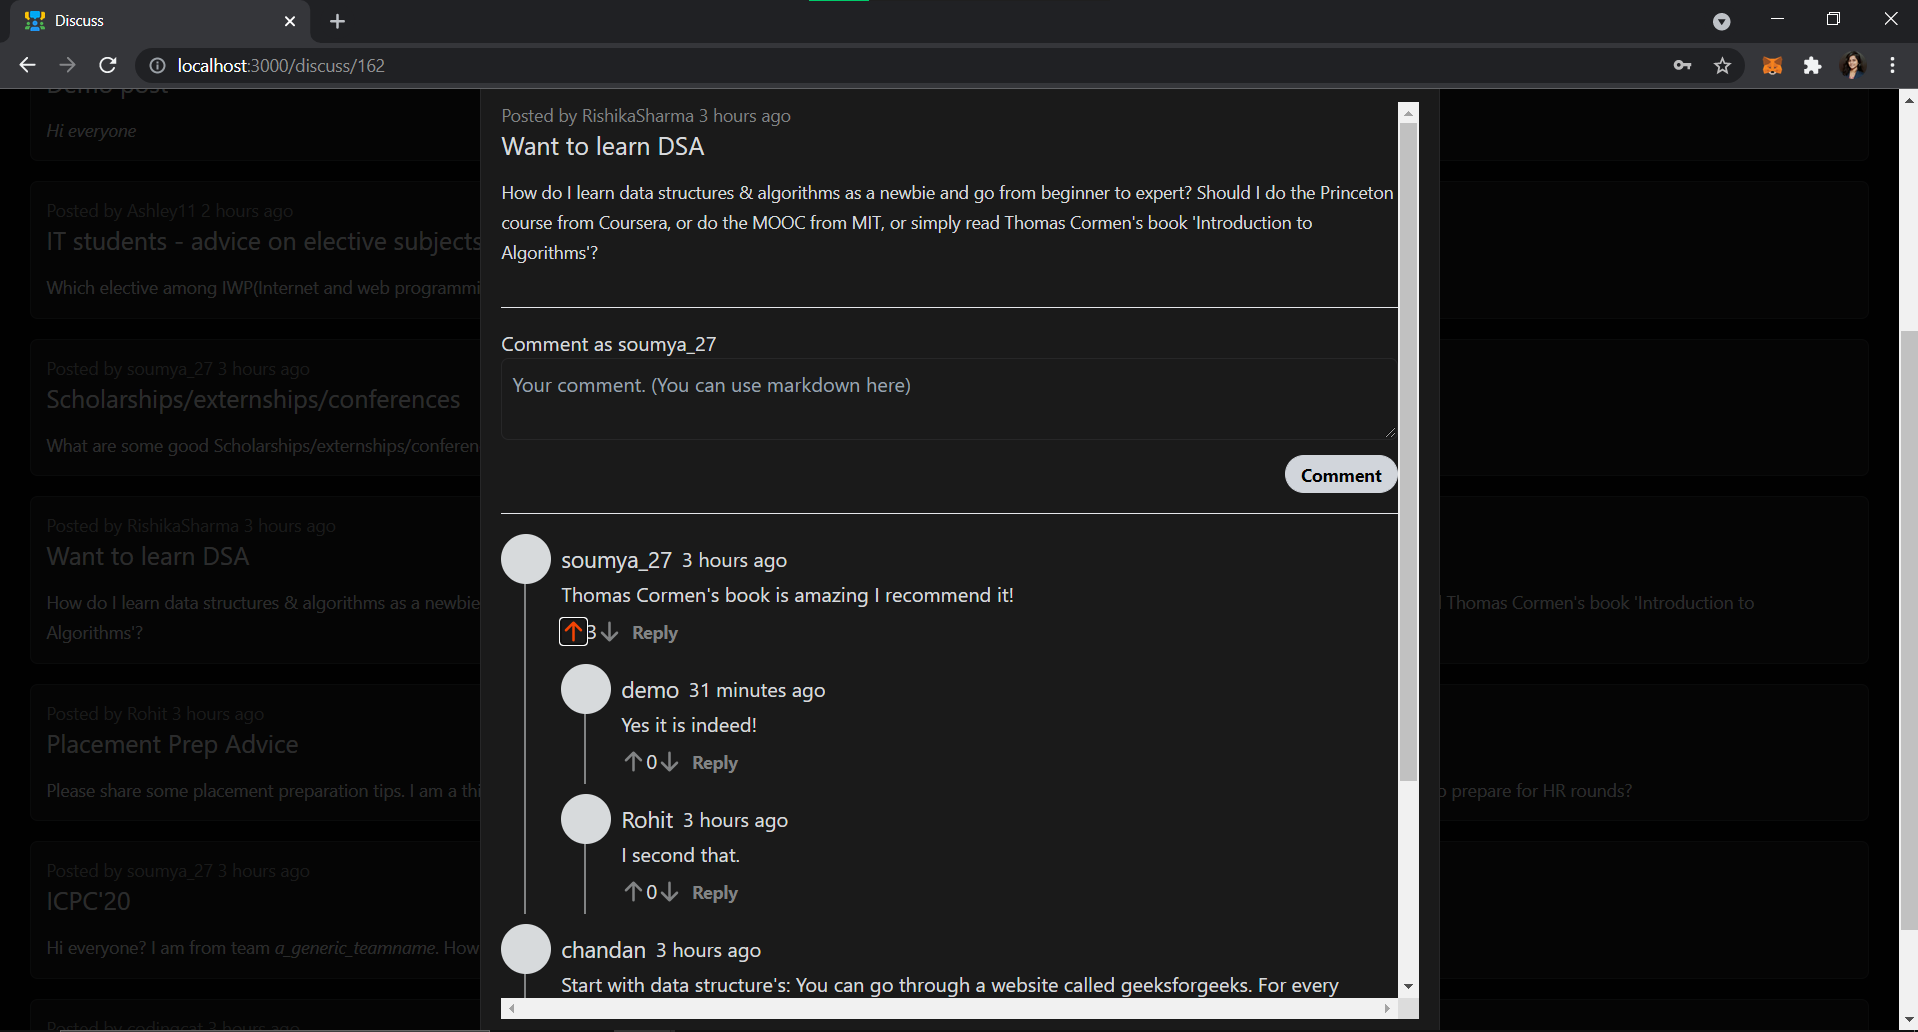 Discuss
localhost:3000/discuss/162
Demo post
Hi everyone
Posted by Ashley11 2 hours ago
IT students - advice on elective subjects
Which elective among IWP(Internet and web programmi
Posted by soumya_27 3 hours ago
Scholarships/externships/conferences
What are some good Scholarships/externships/conferen
Posted by RishikaSharma 3 hours ago
Want to learn DSA
How do I learn data structures & algorithms as a newbie
Algorithms'?
Posted by Rohit 3 hours ago
Placement Prep Advice
Please share some placement preparation tips. I am a thi
Posted by soumya_27 3 hours ago
ICPC'20
Hi everyone? I am from team a_generic_teamname. How
Posted by codingcat 3 hours ago
Posted by RishikaSharma 3 hours ago
Want to learn DSA
How do I learn data structures & algorithms as a newbie and go from beginner to expert? Should I do the Princeton
course from Coursera, or do the MOOC from MIT, or simply read Thomas Cormen's book 'Introduction to
Algorithms'?
Comment as soumya_27
Your comment. (You can use markdown here)
Comment
soumya_27 3 hours ago
Thomas Cormen's book is amazing I recommend it!
3 Reply
demo 31 minutes ago
Yes it is indeed!
0 Reply
Rohit 3 hours ago
I second that.
0 Reply
chandan 3 hours ago
Start with data structure's: You can go through a website called geeksforgeeks. For every
Thomas Cormen's book 'Introduction to
prepare for HR rounds?